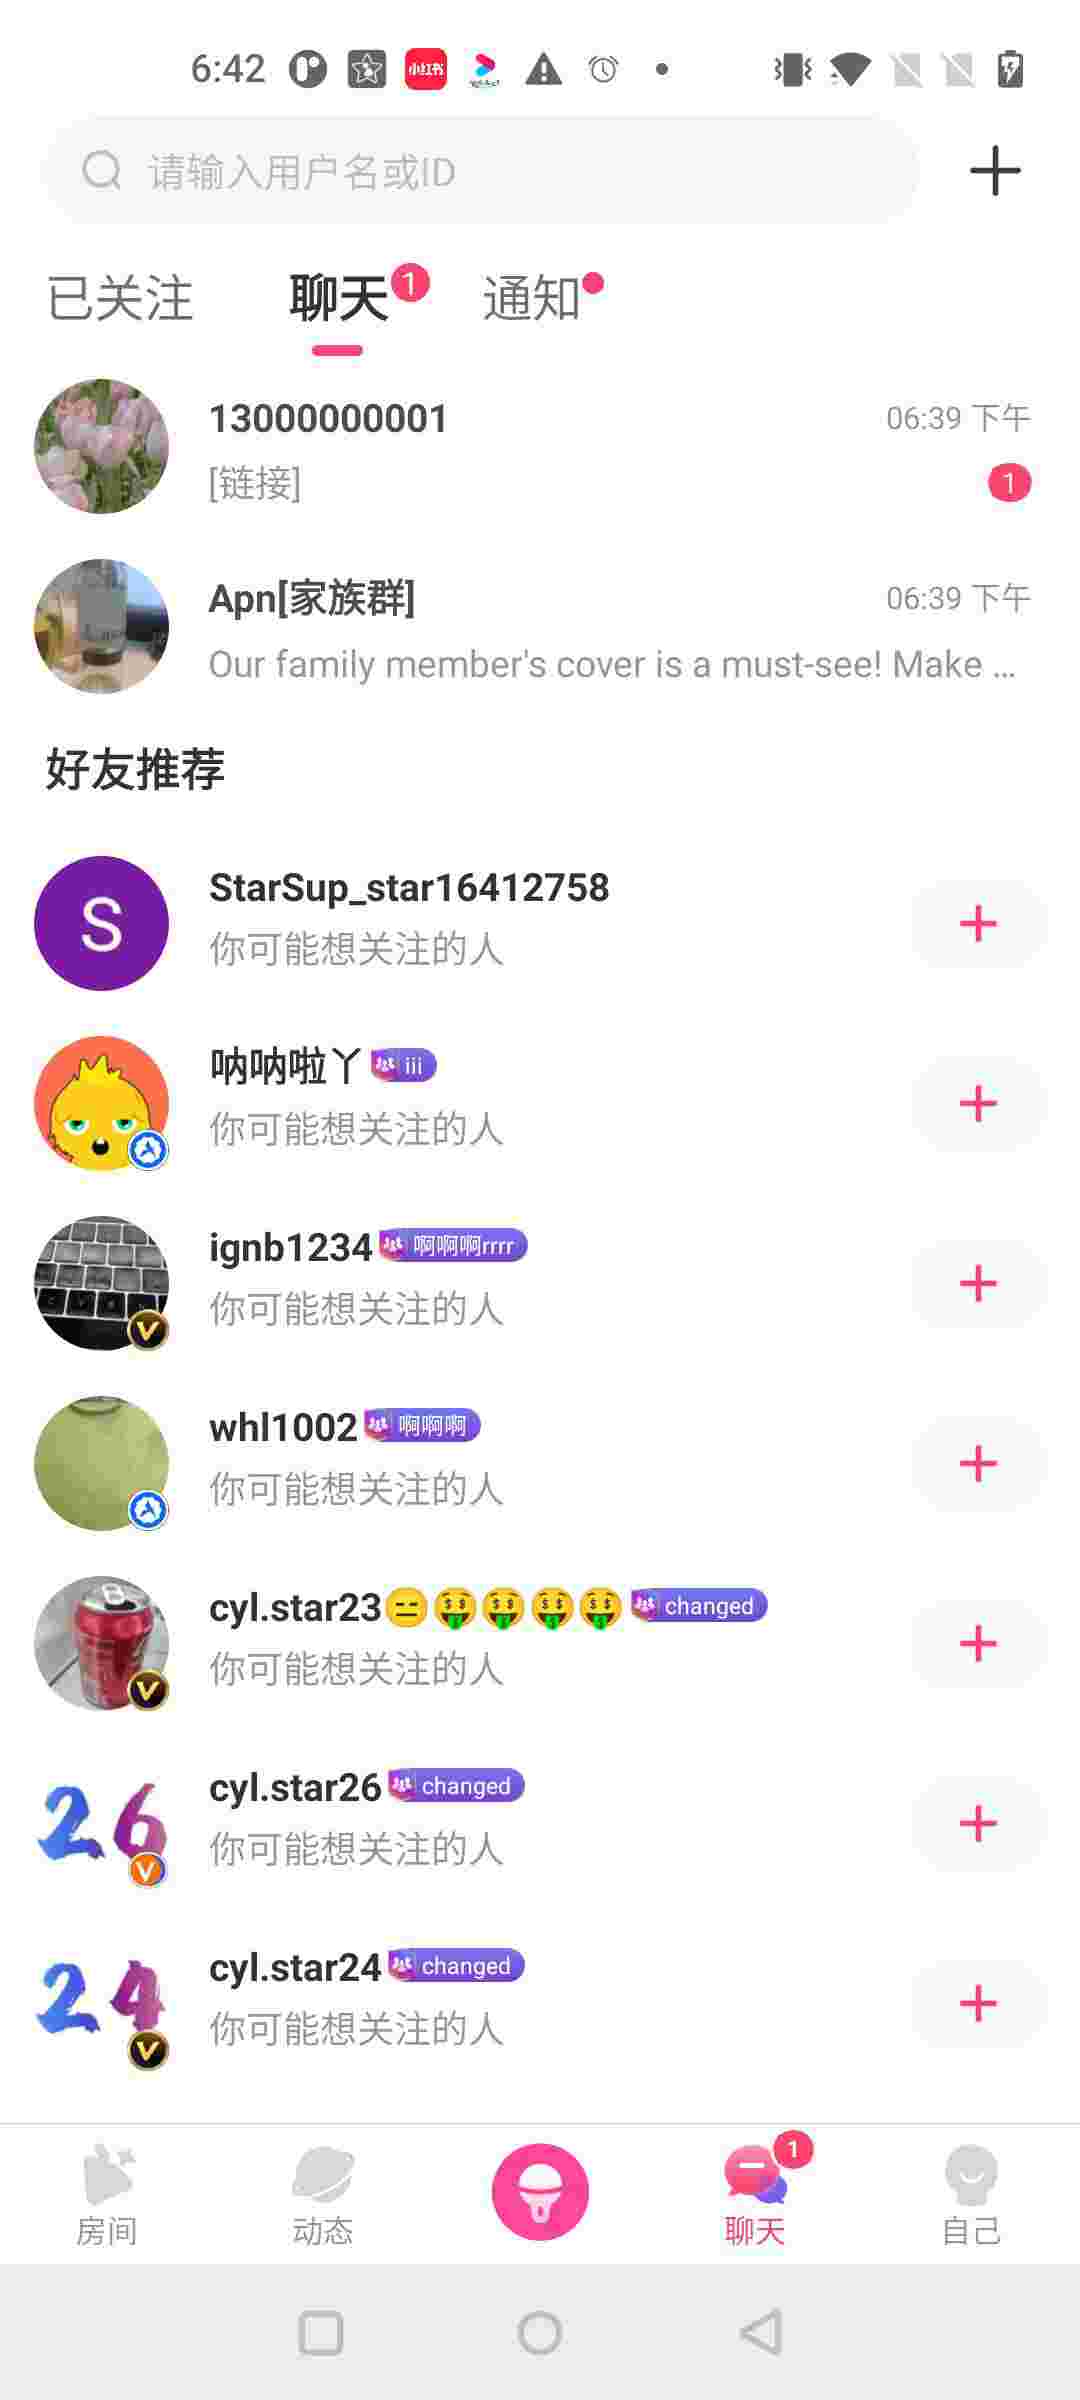 6:42
小红书
请输入用户名或ID
已关注 聊天 1 通知
13000000001 06:39 下午
[链接] 1
Apn[家族群] 06:39 下午
Our family member's cover is a must-see! Make ...
好友推荐
S
StarSup_star16412758
你可能想关注的人
呐呐啦丫 iii
你可能想关注的人
ignb1234 啊啊啊rrrr
你可能想关注的人
whl1002 啊啊啊
你可能想关注的人
cyl.star23😑🤑🤑🤑🤑 changed
你可能想关注的人
26
cyl.star26 changed
你可能想关注的人
24
cyl.star24 changed
你可能想关注的人
1
房间 动态 聊天 自己